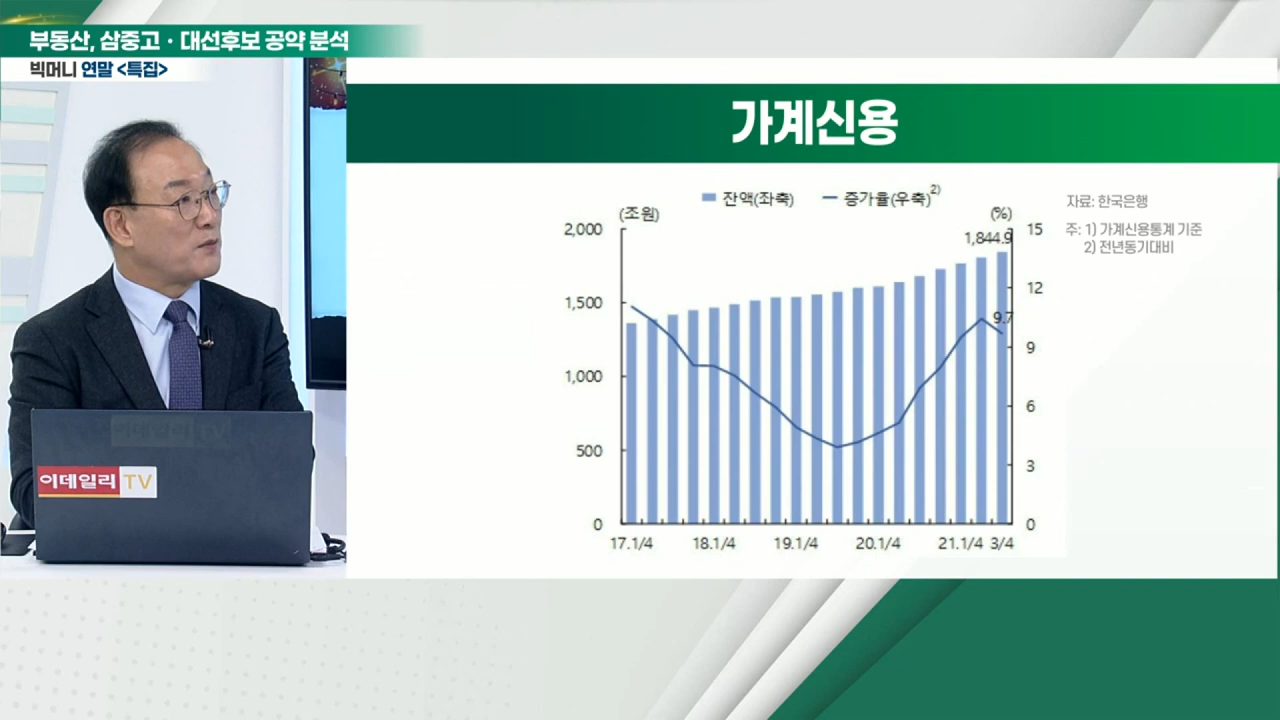 부동산, 삼중고 · 대선후보 공약 분석
빅머니 연말 <특집>
가계신용
잔액(좌축) 증가율(우축)2)
(조원) (%)
자료: 한국은행
주: 1) 가계신용통계 기준
2) 전년동기대비
2,000 15
1,844.9
12
1,500
9.7
9
1,000
6
500
3
0 0
17.1/4 18.1/4 19.1/4 20.1/4 21.1/4 3/4
이데일리 TV